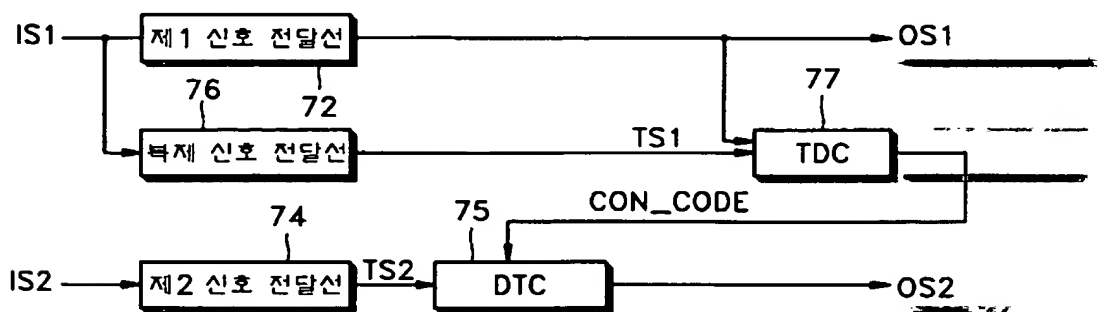 IS1
제1 신호 전달선
OS1
76
72
77
복제 신호 전달선
TS1
TDC
CON_CODE
74
75
IS2
제2 신호 전달선
TS2
DTC
OS2